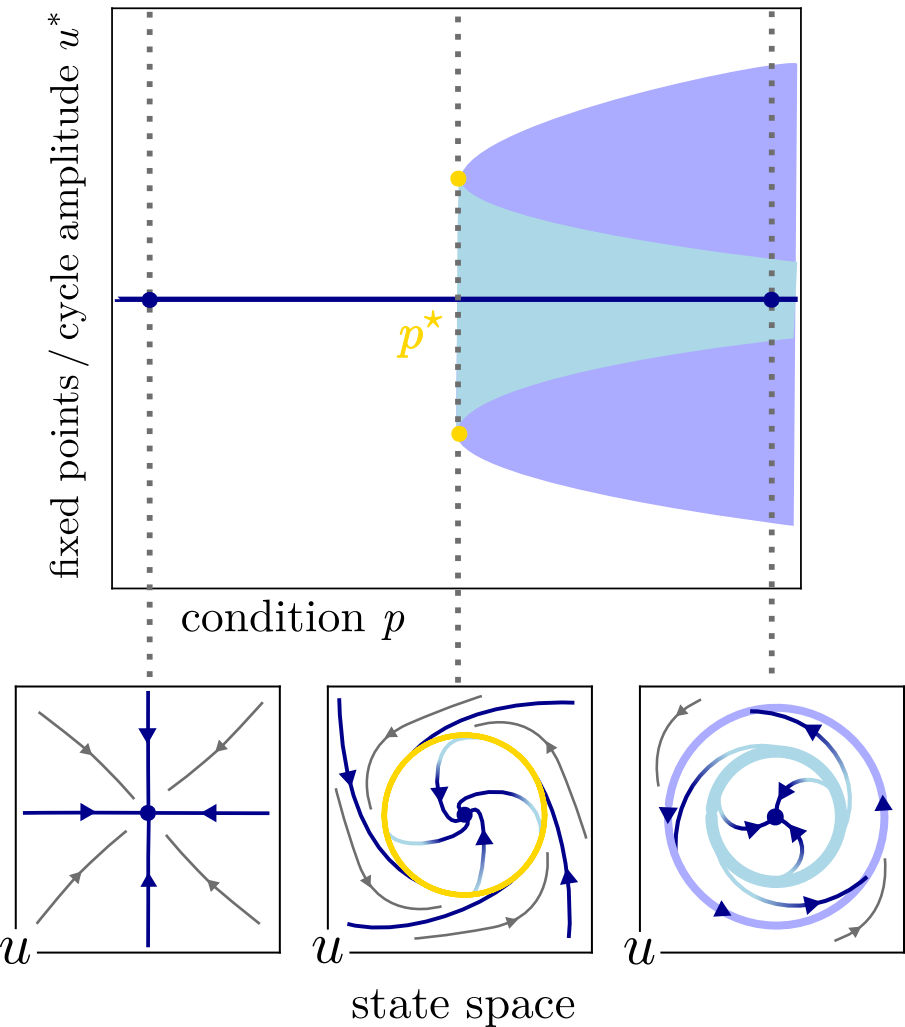 fixed points / cycle amplitude u*
p⋆
condition p
u
u
u
state space